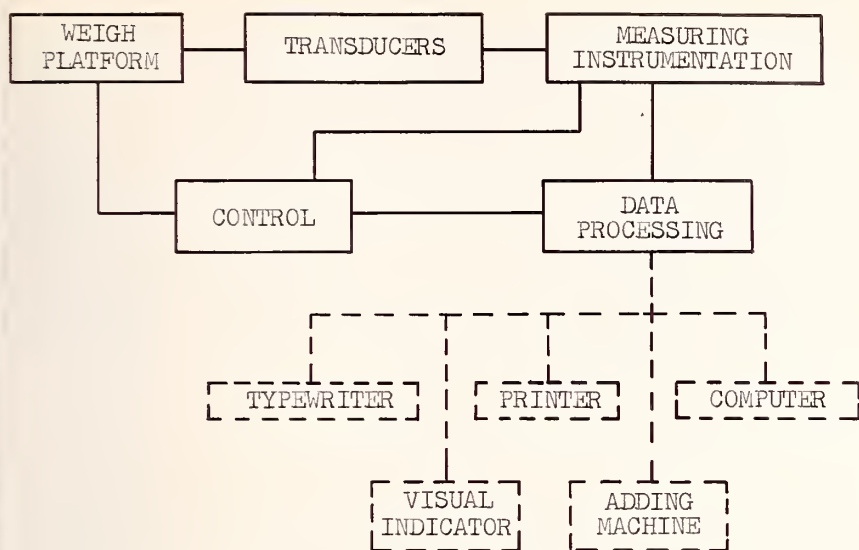 WEIGH
PLATFORM
TRANSDUCERS
MEASURING
INSTRUMENTATION
CONTROL
DATA
PROCESSING
TYPEWRITER
PRINTER
COMPUTER
VISUAL
INDICATOR
ADDING
MACHINE